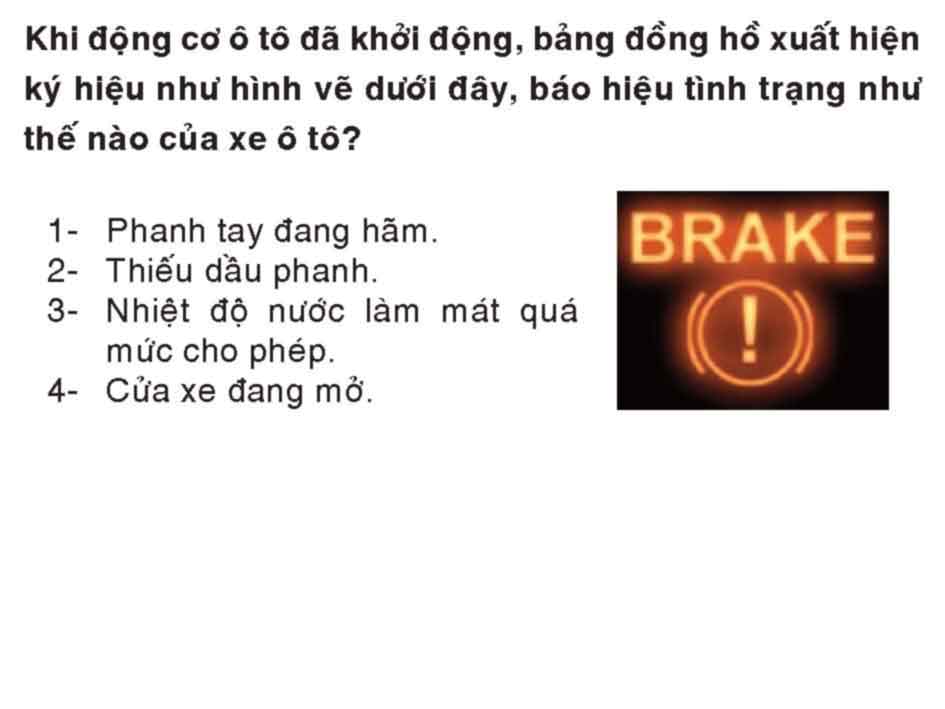 Khi động cơ ô tô đã khởi động, bảng đồng hồ xuất hiện
ký hiệu như hình vẽ dưới đây, báo hiệu tình trạng như
thế nào của xe ô tô?
1- Phanh tay đang hãm.
2- Thiếu dầu phanh.
3- Nhiệt độ nước làm mát quá
mức cho phép.
4- Cửa xe đang mở.
BRAKE
!